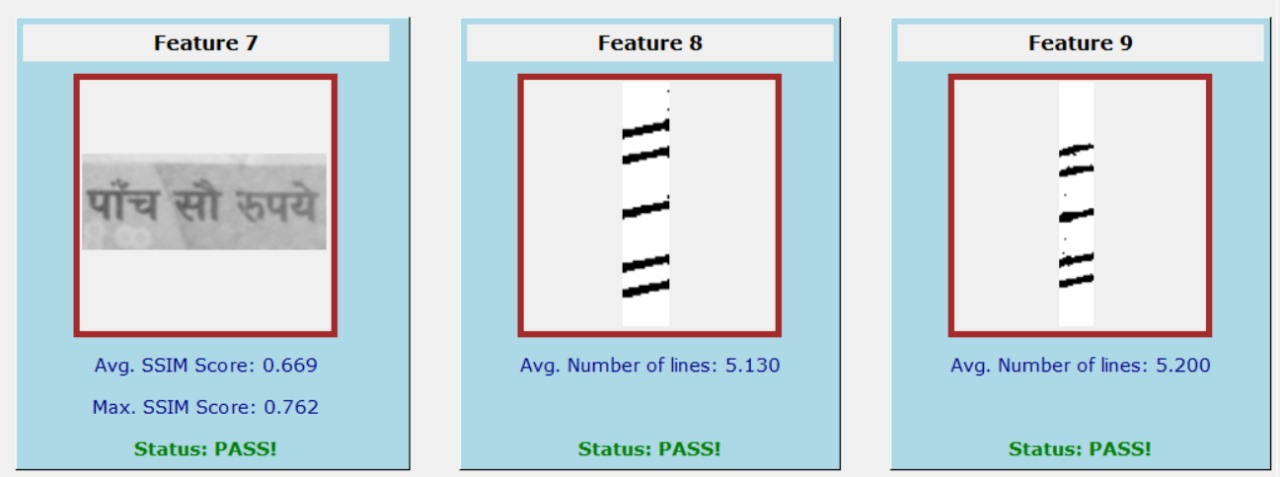 Feature 7
पाँच सौ रुपये
Avg. SSIM Score: 0.669
Max. SSIM Score: 0.762
Status: PASS!
Feature 8
Avg. Number of lines: 5.130
Status: PASS!
Feature 9
Avg. Number of lines: 5.200
Status: PASS!